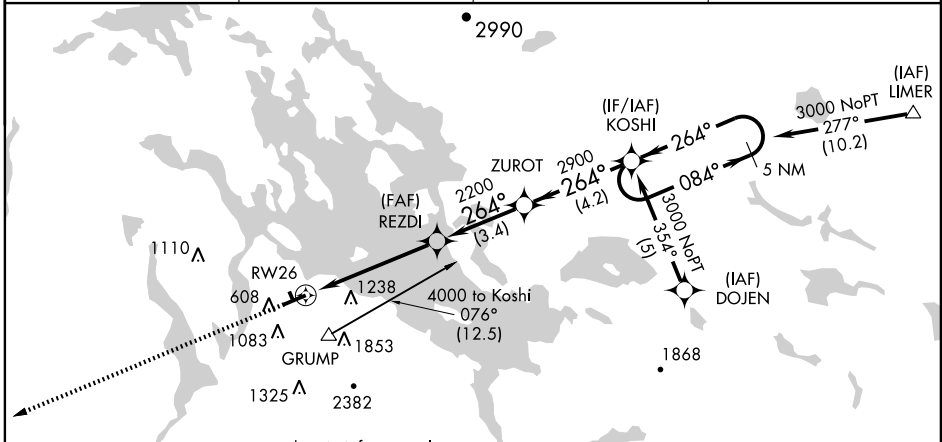 2990
(IAF)
LIMER
3000 NoPT
277°
(10.2)
(IF/IAF)
KOSHI
264°
084°
5 NM
ZUROT
2900
264°
(4.2)
2200
264°
(3.4)
(FAF)
REZDI
3000 NoPT
354°
(5)
(IAF)
DOJEN
1110
RW26
608
1238
4000 to Koshi
076°
(12.5)
1083
1853
GRUMP
1868
1325
2382